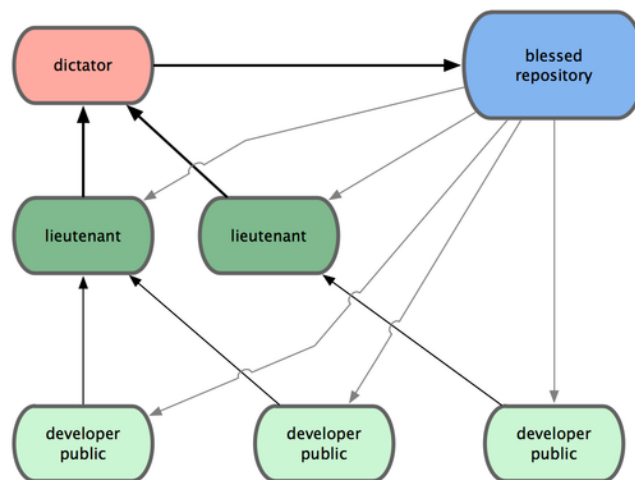 dictator
blessed
repository
lieutenant
lieutenant
developer
public
developer
public
developer
public